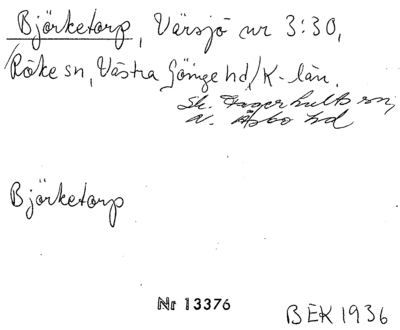 Björketorp, Värsjö nr 3:30,
Röke sn, Västra Göinge hd, K-län.
Sk. Fagerhults sn,
N. Åsbo hd
Björketorp
Nr 13376
BEK 1936